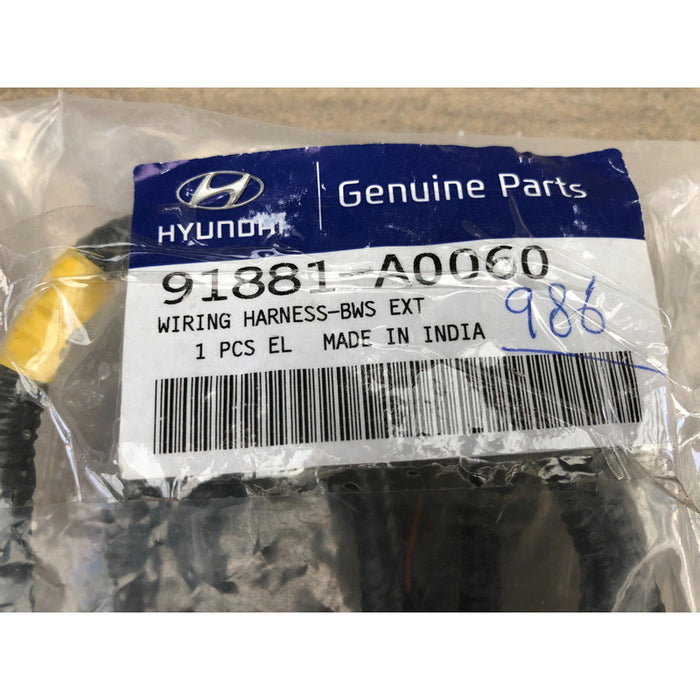 Genuine Parts
HYUNDAI
91881-A0060
WIRING HARNESS-BWS EXT
986
1 PCS EL MADE IN INDIA